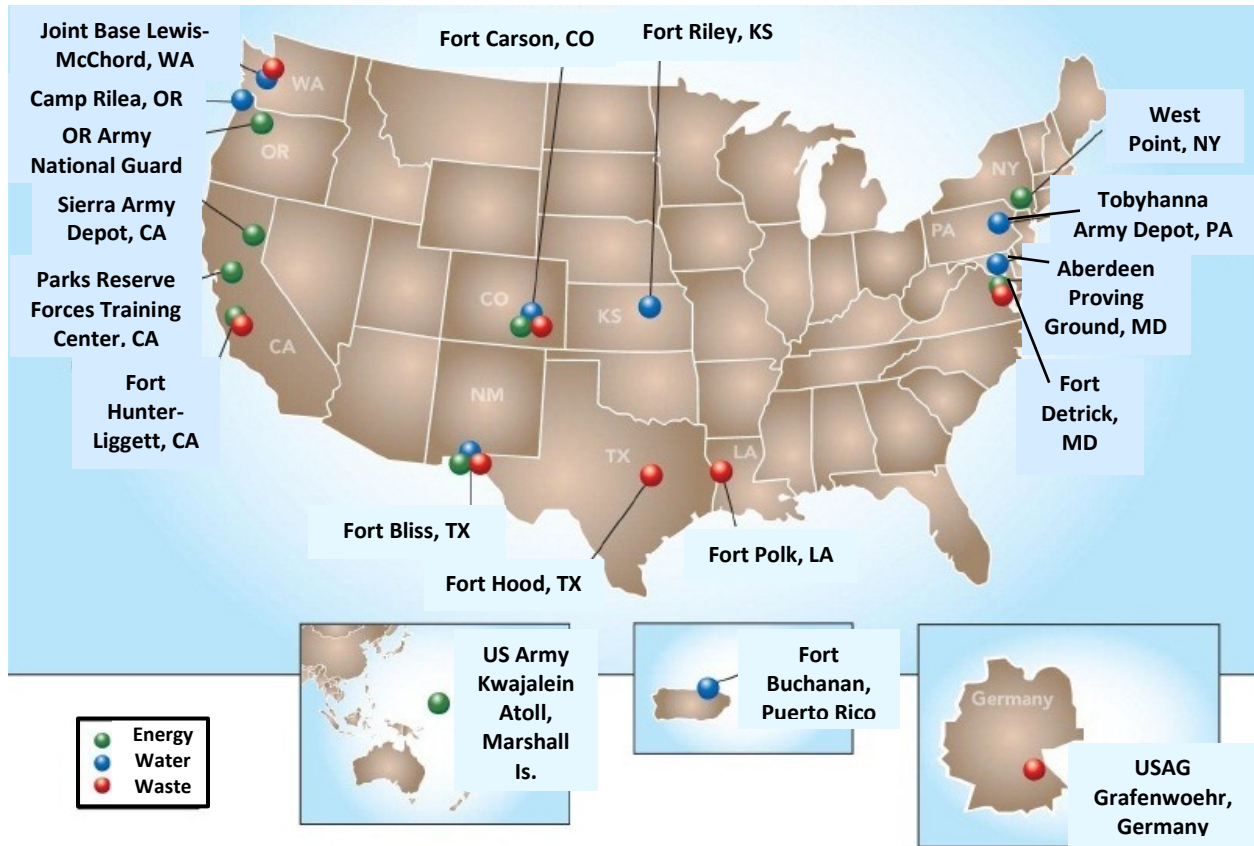 Joint Base Lewis-
McChord, WA
Camp Rilea, OR
OR Army
National Guard
Sierra Army
Depot, CA
Parks Reserve
Forces Training
Center, CA
Fort
Hunter-
Liggett, CA
Fort Carson, CO
Fort Riley, KS
West
Point, NY
Tobyhanna
Army Depot, PA
Aberdeen
Proving
Ground, MD
Fort
Detrick,
MD
WA
OR
CA
CO
KS
NM
TX
LA
NY
PA
Fort Bliss, TX
Fort Hood, TX
Fort Polk, LA
US Army
Kwajalein
Atoll,
Marshall
Is.
Fort
Buchanan,
Puerto Rico
Germany
USAG
Grafenwoehr,
Germany
Energy
Water
Waste